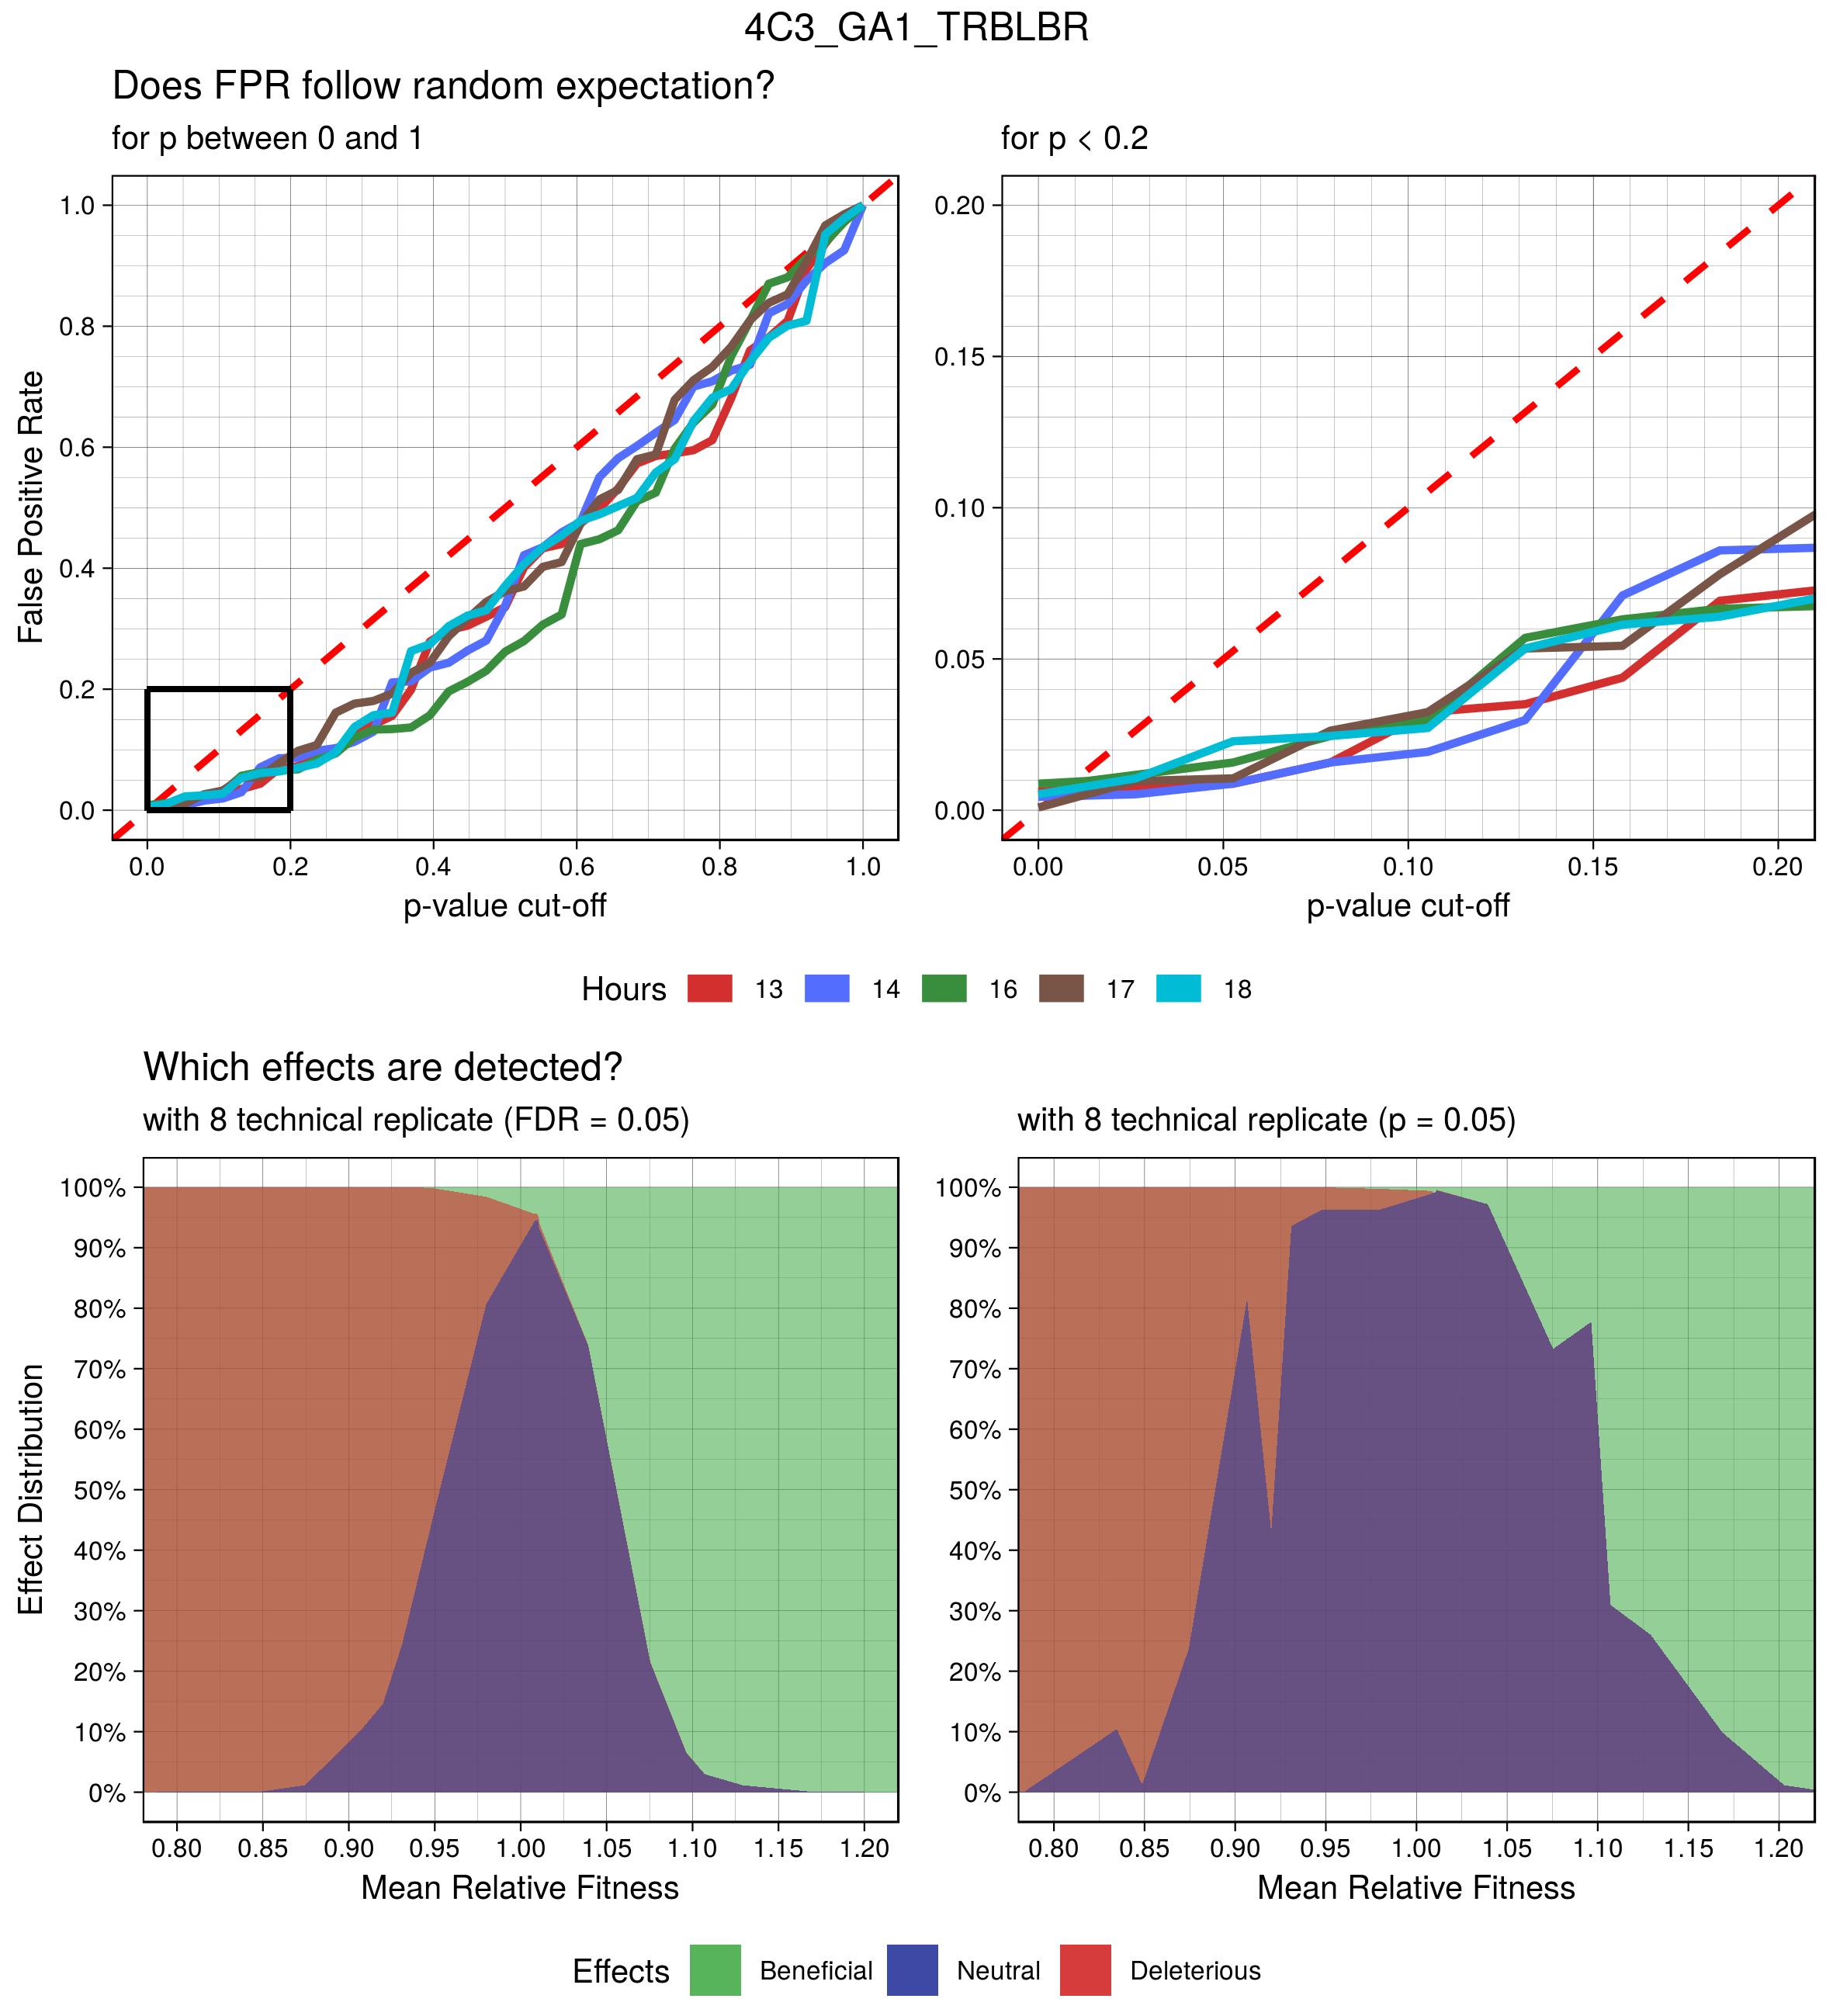 4C3_GA1_TRBLBR
Does FPR follow random expectation?
for p between 0 and 1
for p < 0.2
False Positive Rate
1.0
0.8
0.6
0.4
0.2
0.0
0.0 0.2 0.4 0.6 0.8 1.0
p-value cut-off
0.20
0.15
0.10
0.05
0.00
0.00 0.05 0.10 0.15 0.20
p-value cut-off
Hours 13 14 16 17 18
Which effects are detected?
with 8 technical replicate (FDR = 0.05)
with 8 technical replicate (p = 0.05)
Effect Distribution
100%
90%
80%
70%
60%
50%
40%
30%
20%
10%
0%
0.80 0.85 0.90 0.95 1.00 1.05 1.10 1.15 1.20
Mean Relative Fitness
100%
90%
80%
70%
60%
50%
40%
30%
20%
10%
0%
0.80 0.85 0.90 0.95 1.00 1.05 1.10 1.15 1.20
Mean Relative Fitness
Effects Beneficial Neutral Deleterious